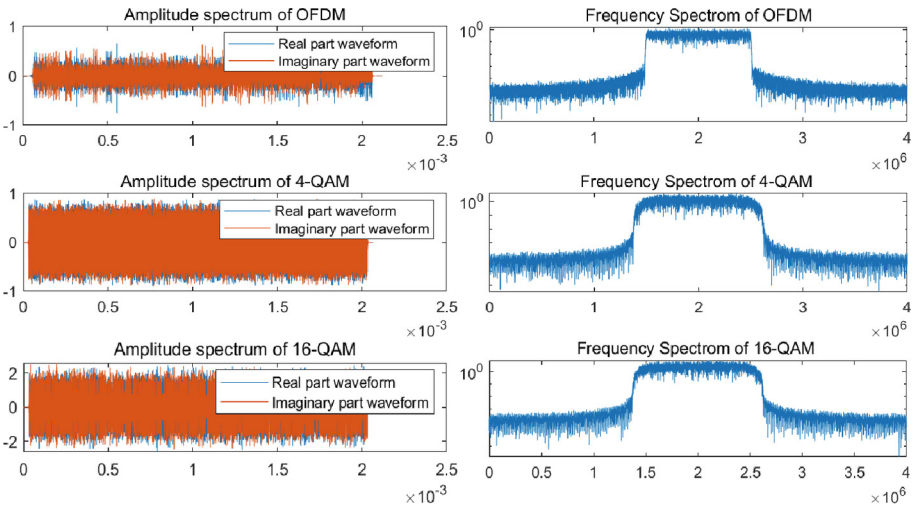 Amplitude spectrum of OFDM
1
0
-1
Real part waveform
Imaginary part waveform
0 0.5 1 1.5 2 2.5
×10⁻³
Frequency Spectrom of OFDM
10⁰
0 1 2 3 4
×10⁶
Amplitude spectrum of 4-QAM
1
0
-1
Real part waveform
Imaginary part waveform
0 0.5 1 1.5 2 2.5
×10⁻³
Frequency Spectrom of 4-QAM
10⁰
0 1 2 3 4
×10⁶
Amplitude spectrum of 16-QAM
2
0
-2
Real part waveform
Imaginary part waveform
0 0.5 1 1.5 2 2.5
×10⁻³
Frequency Spectrom of 16-QAM
10⁰
0 0.5 1 1.5 2 2.5 3 3.5 4
×10⁶